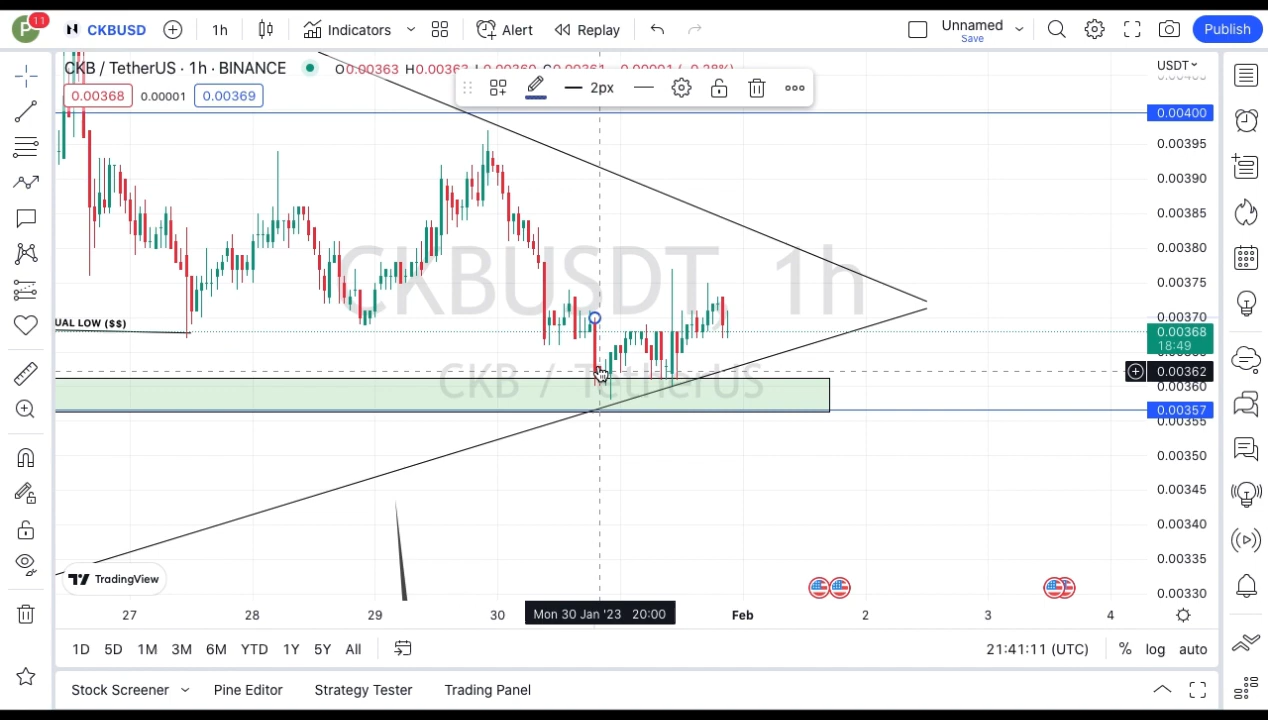 P 11 CKBUSD 1h Indicators Alert Replay Unnamed Save Publish
CKB / TetherUS · 1h · BINANCE O0.00363 USDT
0.00368 0.00001 0.00369 2px
0.00400
0.00395
0.00390
0.00385
0.00380
0.00375
0.00370
0.00368
18:49
0.00362
0.00360
0.00357
0.00355
0.00350
0.00345
0.00340
0.00335
0.00330
CKBUSDT, 1h
CKB / TetherUS
UAL LOW ($$)
TradingView
27 28 29 30 Mon 30 Jan '23 20:00 Feb 2 3 4
1D 5D 1M 3M 6M YTD 1Y 5Y All 21:41:11 (UTC) % log auto
Stock Screener Pine Editor Strategy Tester Trading Panel